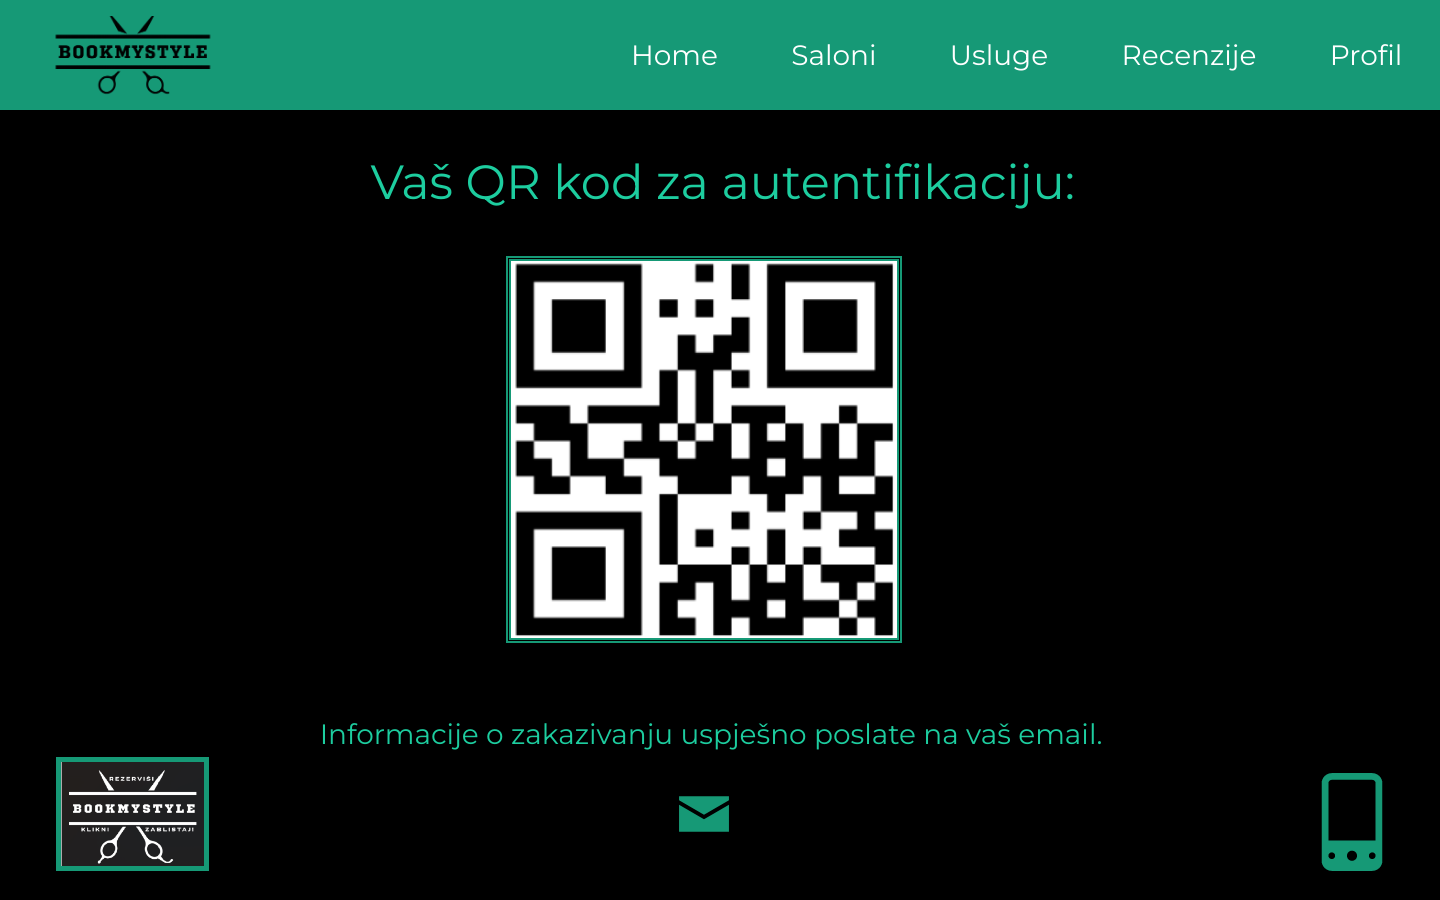 BOOKMYSTYLE
Home Saloni Usluge Recenzije Profil
Vaš QR kod za autentifikaciju:
Informacije o zakazivanju uspješno poslate na vaš email.
REZERVIŠI
BOOKMYSTYLE
KLIKNI ZABLISTAJ